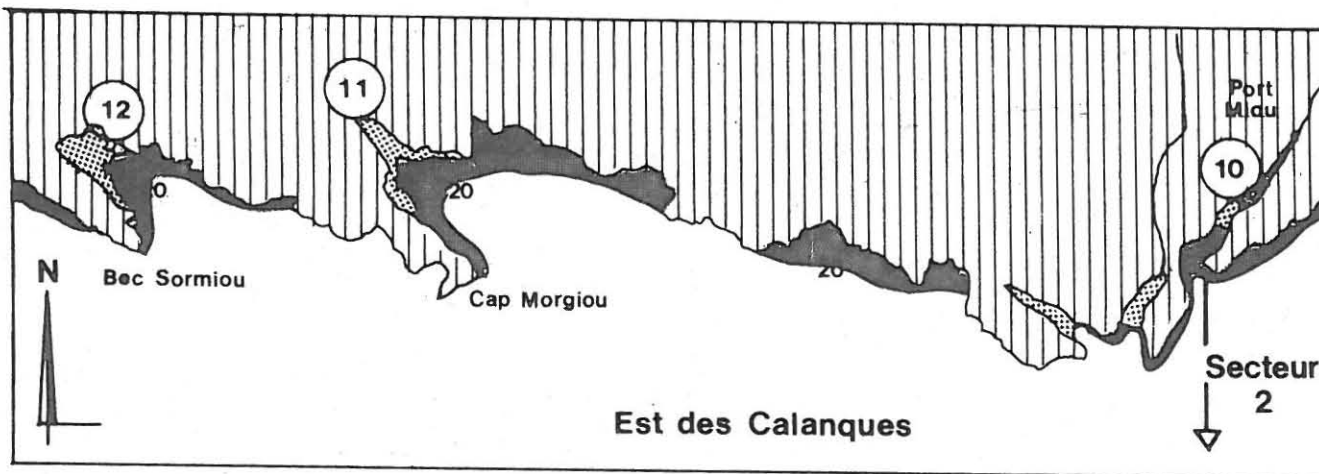 12
11
Port
Miou
10
20
20
20
N
Bec Sormiou
Cap Morgiou
Secteur
2
Est des Calanques